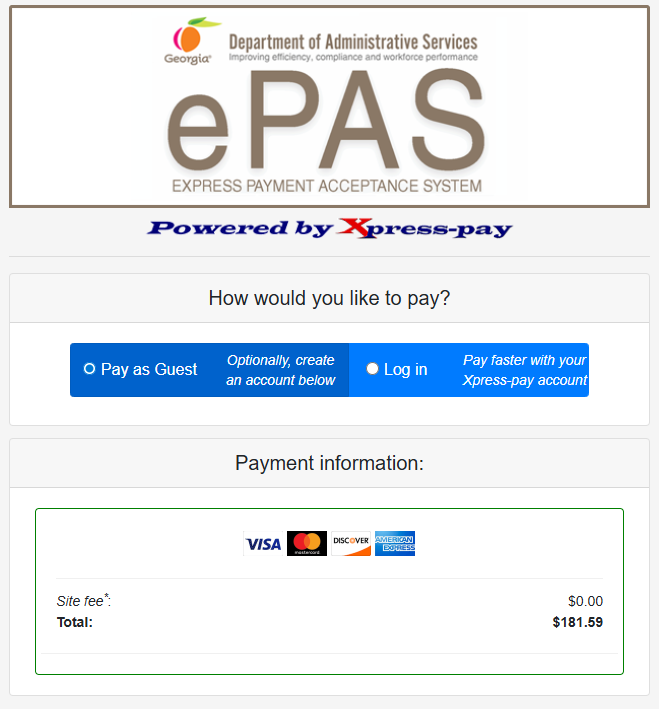 Georgia®
Department of Administrative Services
Improving efficiency, compliance and workforce performance
ePAS
EXPRESS PAYMENT ACCEPTANCE SYSTEM
Powered by Xpress-pay
How would you like to pay?
Pay as Guest
Optionally, create
an account below
Log in
Pay faster with your
Xpress-pay account
Payment information:
VISA mastercard DISCOVER AMERICAN EXPRESS
Site fee*: $0.00
Total: $181.59